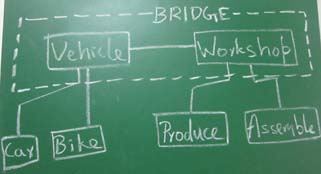 BRIDGE
Vehicle Workshop
Car Bike Produce Assemble